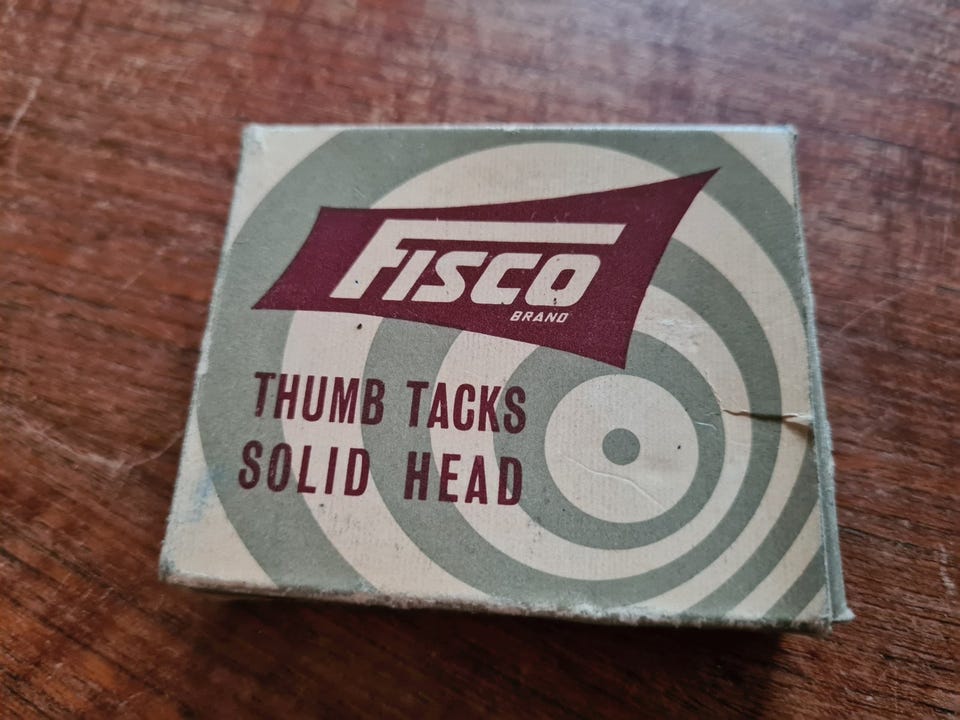 FISCO
BRAND
THUMB TACKS
SOLID HEAD